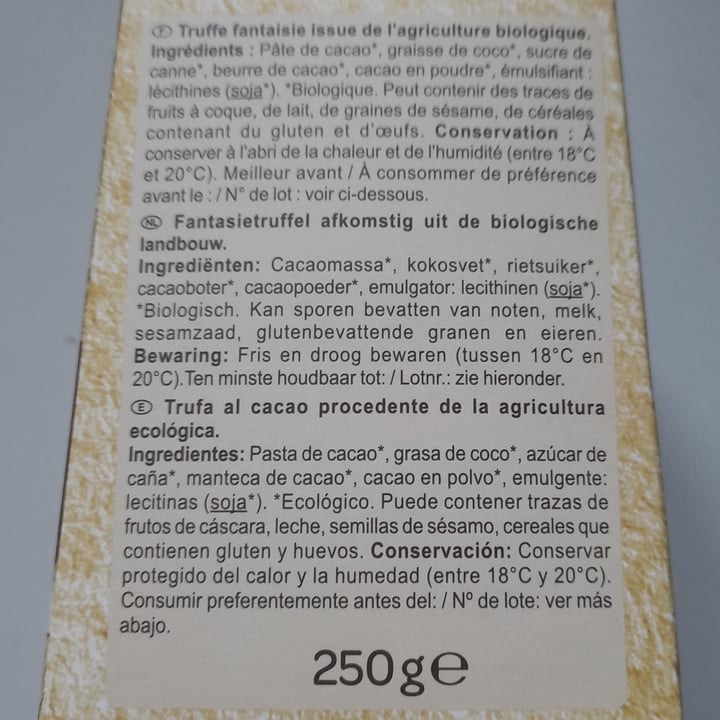 Ⓕ Truffe fantaisie issue de l'agriculture biologique.
Ingrédients : Pâte de cacao*, graisse de coco*, sucre de
canne*, beurre de cacao*, cacao en poudre*, émulsifiant :
lécithines (soja*). *Biologique. Peut contenir des traces de
fruits à coque, de lait, de graines de sésame, de céréales
contenant du gluten et d'œufs. Conservation : À
conserver à l'abri de la chaleur et de l'humidité (entre 18°C
et 20°C). Meilleur avant / À consommer de préférence
avant le : / N° de lot : voir ci-dessous.
NL Fantasietruffel afkomstig uit de biologische
landbouw.
Ingrediënten: Cacaomassa*, kokosvet*, rietsuiker*,
cacaoboter*, cacaopoeder*, emulgator: lecithinen (soja*).
*Biologisch. Kan sporen bevatten van noten, melk,
sesamzaad, glutenbevattende granen en eieren.
Bewaring: Fris en droog bewaren (tussen 18°C en
20°C).Ten minste houdbaar tot: / Lotnr.: zie hieronder.
Ⓔ Trufa al cacao procedente de la agricultura
ecológica.
Ingredientes: Pasta de cacao*, grasa de coco*, azúcar de
caña*, manteca de cacao*, cacao en polvo*, emulgente:
lecitinas (soja*). *Ecológico. Puede contener trazas de
frutos de cáscara, leche, semillas de sésamo, cereales que
contienen gluten y huevos. Conservación: Conservar
protegido del calor y la humedad (entre 18°C y 20°C).
Consumir preferentemente antes del: / Nº de lote: ver más
abajo.
250g℮